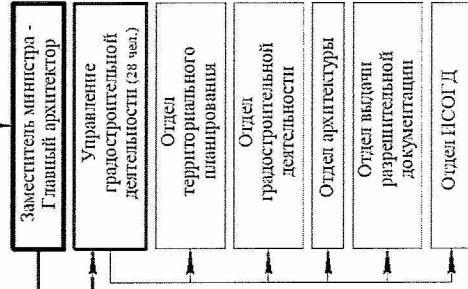 Заместитель министра -
Главный архитектор
Управление
градостроительной
деятельности (28 чел.)
Отдел
территориального
планирования
Отдел
градостроительной
деятельности
Отдел архитектуры
Отдел выдачи
разрешительной
документации
Отдел ИСОГД